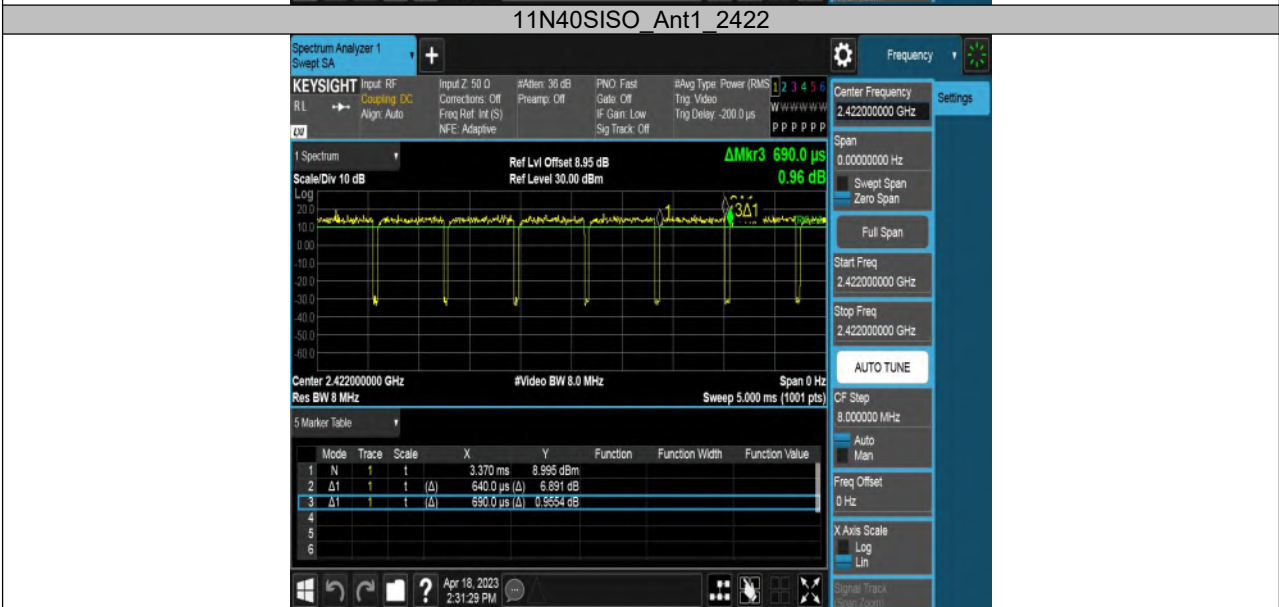 11N40SISO_Ant1_2422
Spectrum Analyzer 1
Swept SA
+
Frequency
KEYSIGHT
RL
LXI
Input: RF
Coupling: DC
Align: Auto
Input Z: 50 Ω
Corrections: Off
Freq Ref: Int (S)
NFE: Adaptive
#Atten: 36 dB
Preamp: Off
PNO: Fast
Gate: Off
IF Gain: Low
Sig Track: Off
#Avg Type: Power (RMS
Trig: Video
Trig Delay: -200.0 µs
1 2 3 4 5 6
W W W W W W
P P P P P P
1 Spectrum
Scale/Div 10 dB
Log
Ref Lvl Offset 8.95 dB
Ref Level 30.00 dBm
ΔMkr3 690.0 µs
0.96 dB
20.0
10.0
0.00
-10.0
-20.0
-30.0
-40.0
-50.0
-60.0
1
3Δ1
Center 2.422000000 GHz
#Video BW 8.0 MHz
Span 0 Hz
Res BW 8 MHz
Sweep 5.000 ms (1001 pts)
5 Marker Table
Mode Trace Scale X Y Function Function Width Function Value
1 N 1 t 3.370 ms 8.995 dBm
2 Δ1 1 t (Δ) 640.0 µs (Δ) 6.891 dB
3 Δ1 1 t (Δ) 690.0 µs (Δ) 0.9554 dB
4
5
6
Center Frequency
2.422000000 GHz
Settings
Span
0.00000000 Hz
Swept Span
Zero Span
Full Span
Start Freq
2.422000000 GHz
Stop Freq
2.422000000 GHz
AUTO TUNE
CF Step
8.000000 MHz
Auto
Man
Freq Offset
0 Hz
X Axis Scale
Log
Lin
Signal Track
(Span Zoom)
?
Apr 18, 2023
2:31:29 PM